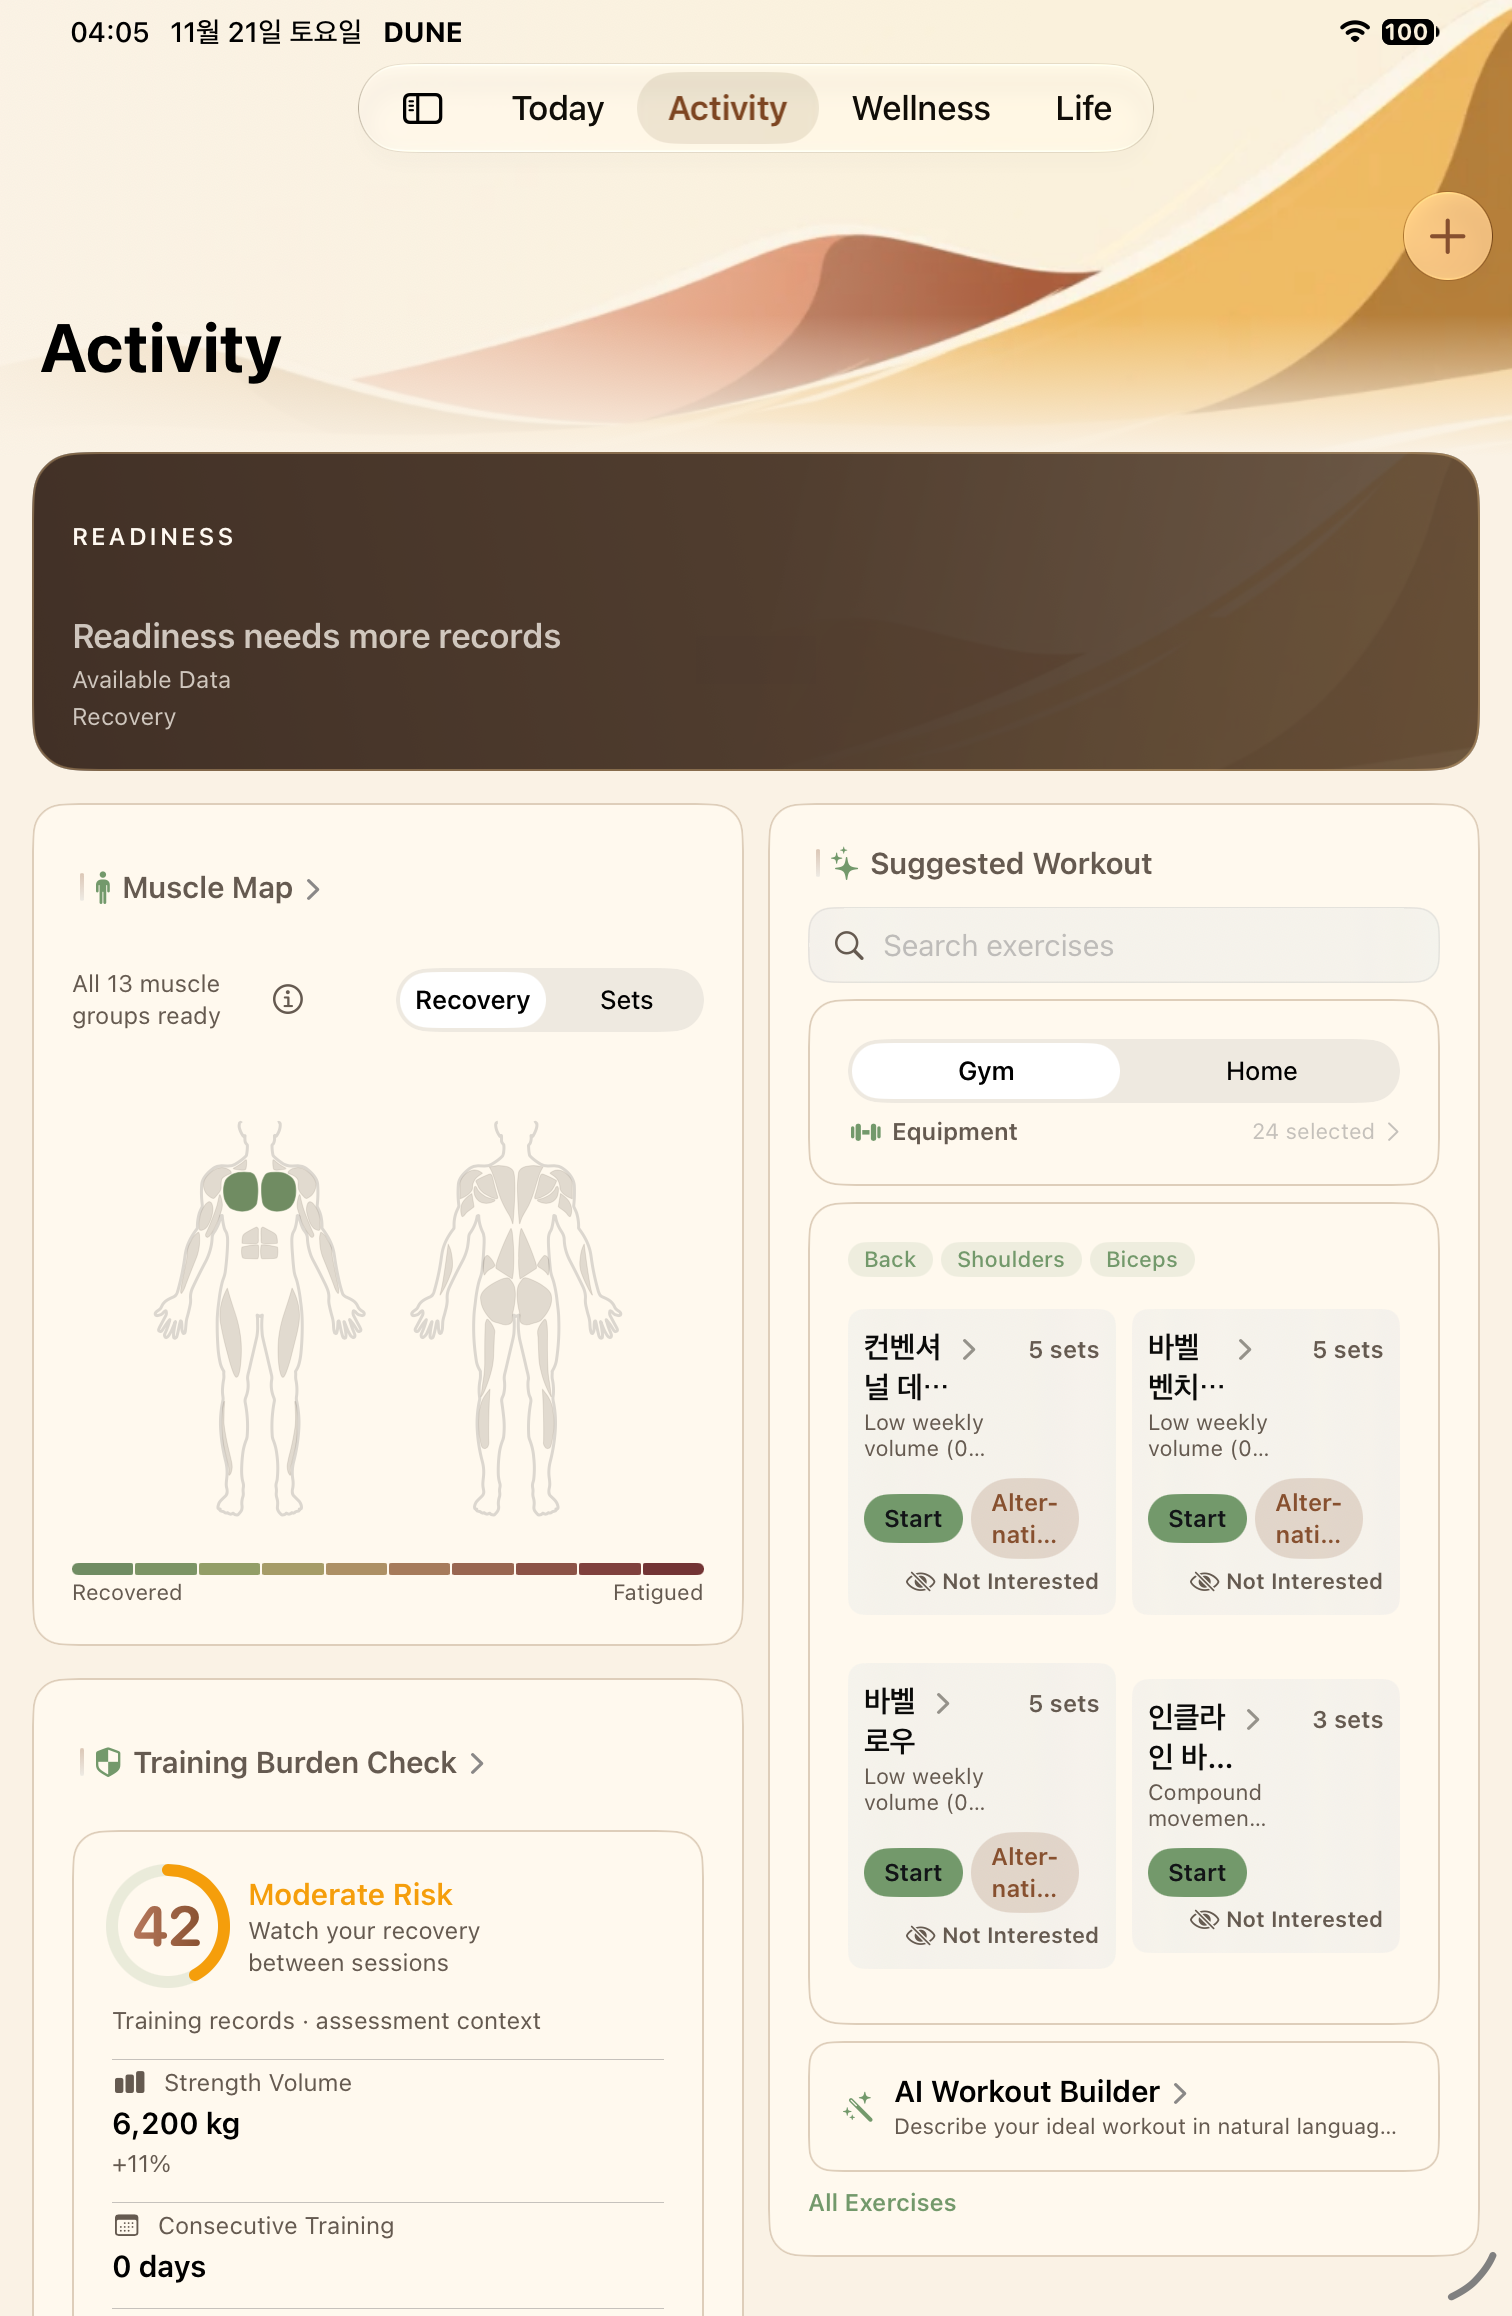 04:05 11월 21일 토요일 DUNE
100
Today Activity Wellness Life
Activity
READINESS
Readiness needs more records
Available Data
Recovery
Muscle Map
All 13 muscle
groups ready
Recovery Sets
Recovered Fatigued
Training Burden Check
42
Moderate Risk
Watch your recovery
between sessions
Training records · assessment context
Strength Volume
6,200 kg
+11%
Consecutive Training
0 days
Suggested Workout
Search exercises
Gym Home
Equipment 24 selected
Back Shoulders Biceps
컨벤셔
널 데…
5 sets
Low weekly
volume (0...
Start
Alter-
nati...
Not Interested
바벨
벤치…
5 sets
Low weekly
volume (0...
Start
Alter-
nati...
Not Interested
바벨
로우
5 sets
Low weekly
volume (0...
Start
Alter-
nati...
Not Interested
인클라
인 바...
3 sets
Compound
movemen...
Start
Not Interested
AI Workout Builder
Describe your ideal workout in natural languag...
All Exercises